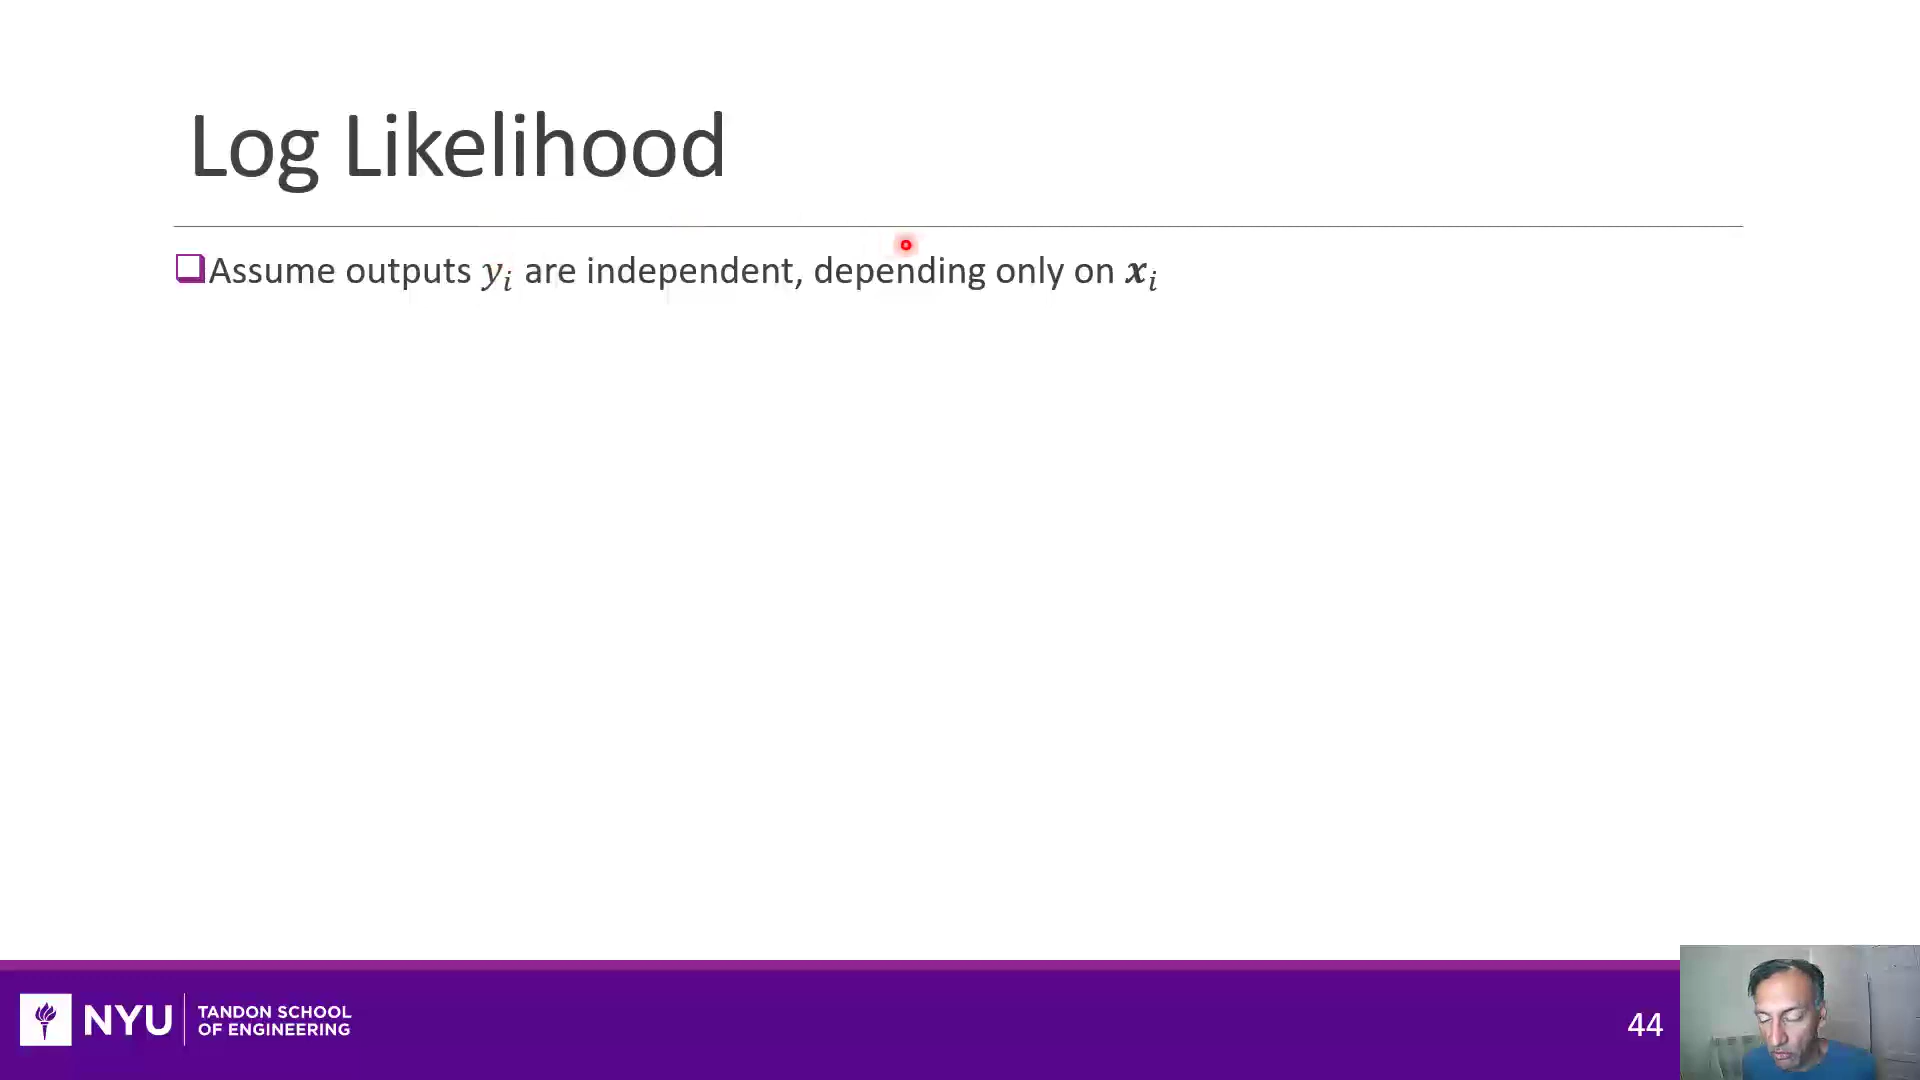 Log Likelihood
Assume outputs 𝑦ᵢ are independent, depending only on 𝒙ᵢ
NYU
TANDON SCHOOL
OF ENGINEERING
44